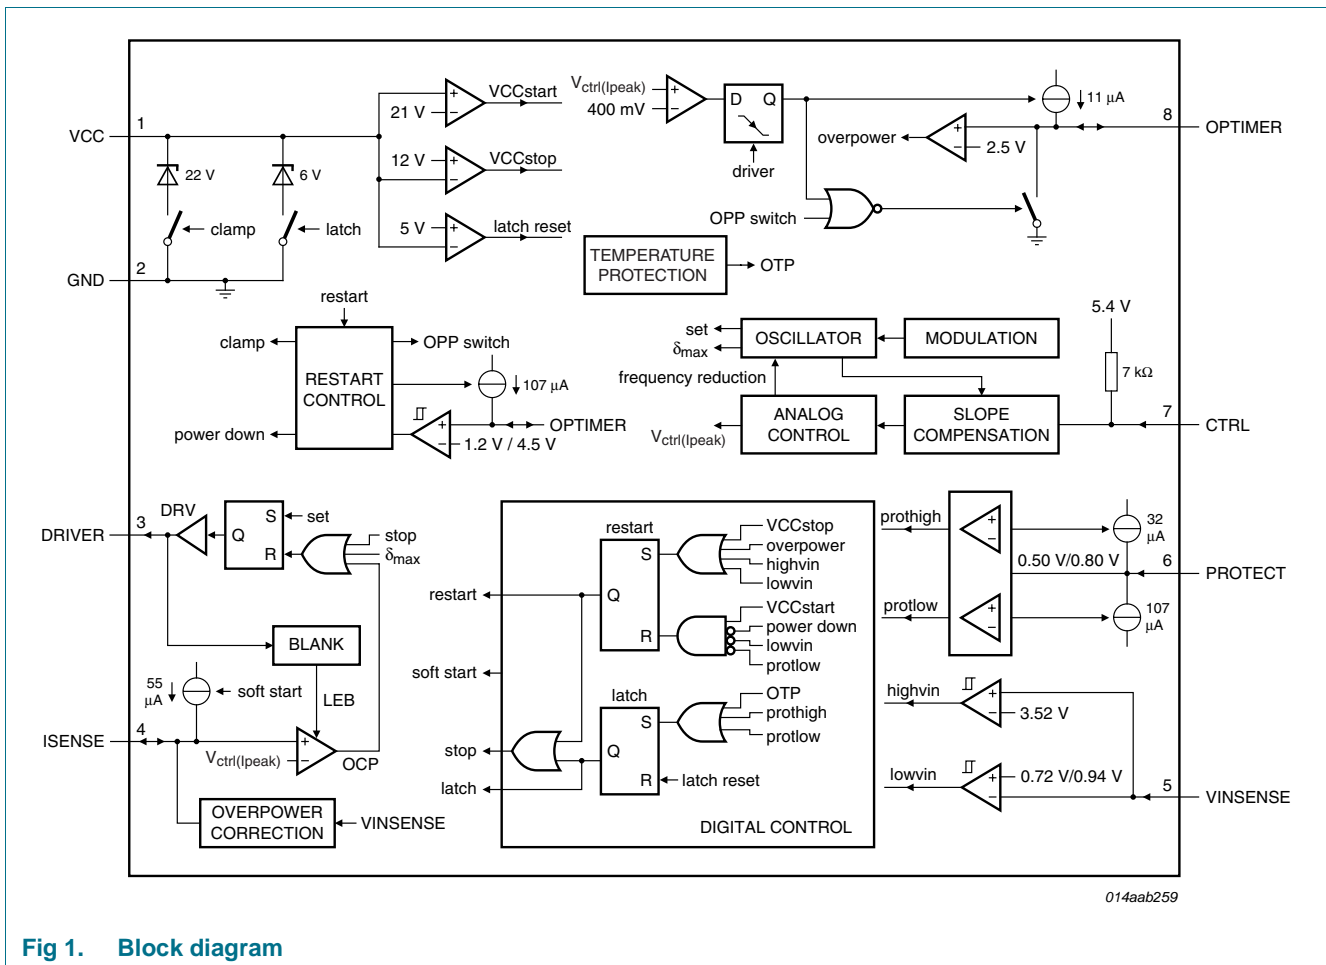 VCC
1
22 V
6 V
clamp
latch
GND
2
21 V
+
−
VCCstart
12 V
+
−
VCCstop
5 V
+
−
latch reset
Vctrl(Ipeak)
400 mV
+
−
D Q
driver
OPP switch
overpower
+
−
2.5 V
11 μA
8
OPTIMER
TEMPERATURE
PROTECTION
OTP
restart
clamp
RESTART
CONTROL
power down
OPP switch
107 μA
+
−
OPTIMER
1.2 V / 4.5 V
set
δmax
OSCILLATOR
MODULATION
frequency reduction
ANALOG
CONTROL
SLOPE
COMPENSATION
Vctrl(Ipeak)
5.4 V
7 kΩ
7
CTRL
DRIVER
3
DRV
Q
S
R
set
stop
δmax
BLANK
LEB
55
μA
soft start
ISENSE
4
Vctrl(Ipeak)
+
−
OCP
OVERPOWER
CORRECTION
VINSENSE
restart
S
Q
R
VCCstop
overpower
highvin
lowvin
VCCstart
power down
lowvin
protlow
restart
soft start
stop
latch
latch
S
Q
R
OTP
prothigh
protlow
latch reset
DIGITAL CONTROL
prothigh
+
−
protlow
+
−
0.50 V/0.80 V
32
μA
107
μA
6
PROTECT
highvin
+
−
3.52 V
lowvin
+
−
0.72 V/0.94 V
5
VINSENSE
014aab259
Fig 1. Block diagram